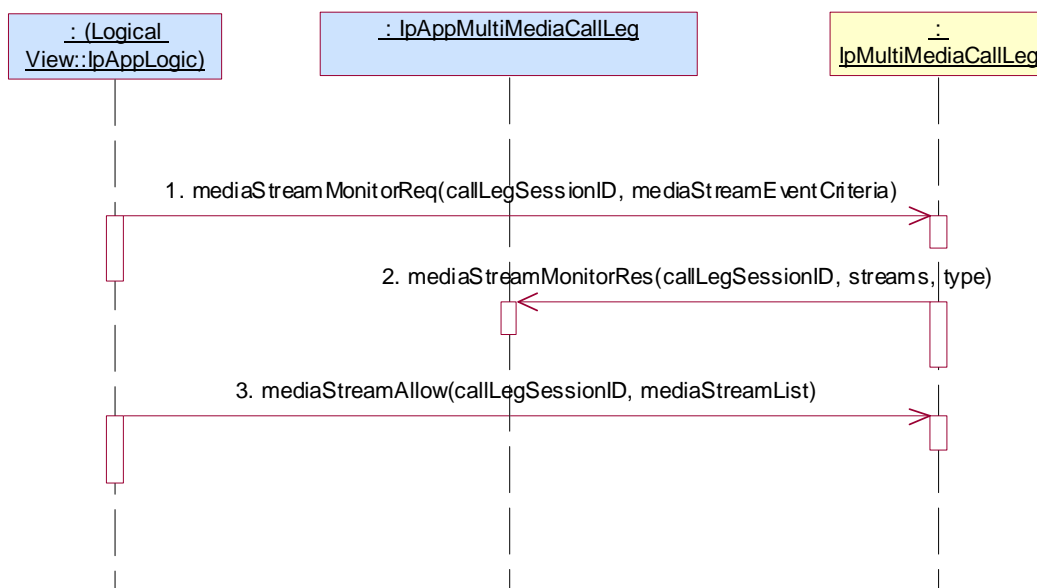 : (Logical
View::IpAppLogic)
: IpAppMultiMediaCallLeg
:
IpMultiMediaCallLeg
1. mediaStreamMonitorReq(callLegSessionID, mediaStreamEventCriteria)
2. mediaStreamMonitorRes(callLegSessionID, streams, type)
3. mediaStreamAllow(callLegSessionID, mediaStreamList)